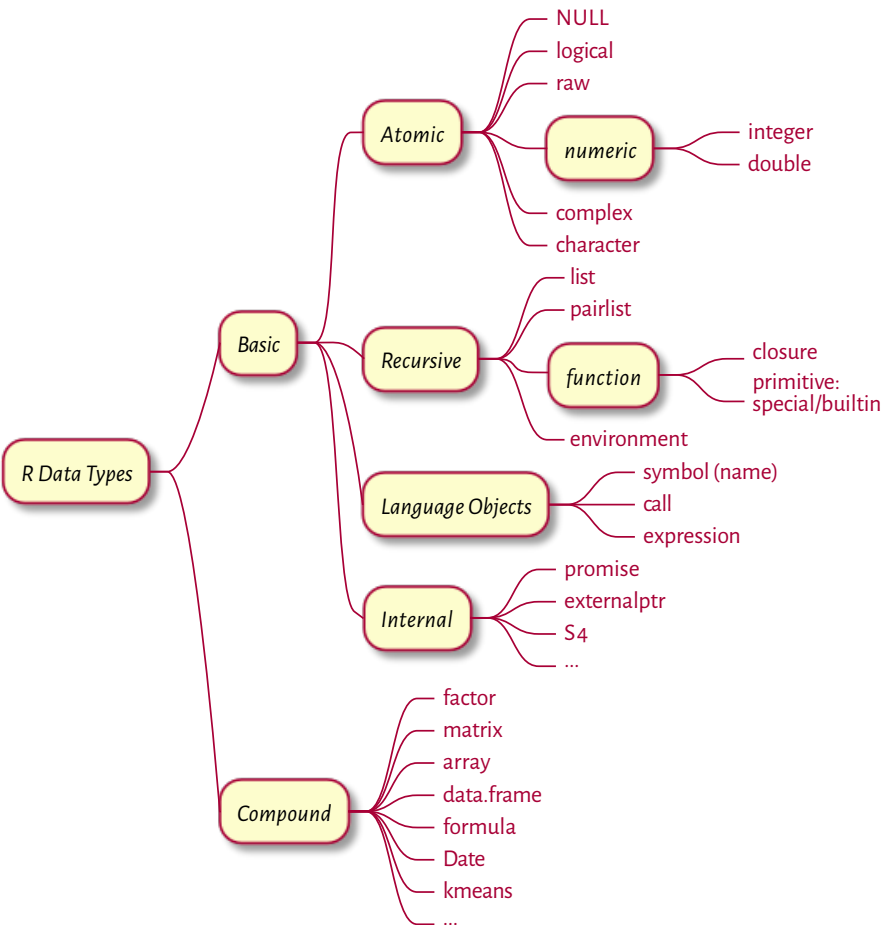 NULL
logical
raw
Atomic
numeric
integer
double
complex
character
list
pairlist
Basic
Recursive
function
closure
primitive:
special/builtin
environment
R Data Types
Language Objects
symbol (name)
call
expression
Internal
promise
externalptr
S4
...
Compound
factor
matrix
array
data.frame
formula
Date
kmeans
...